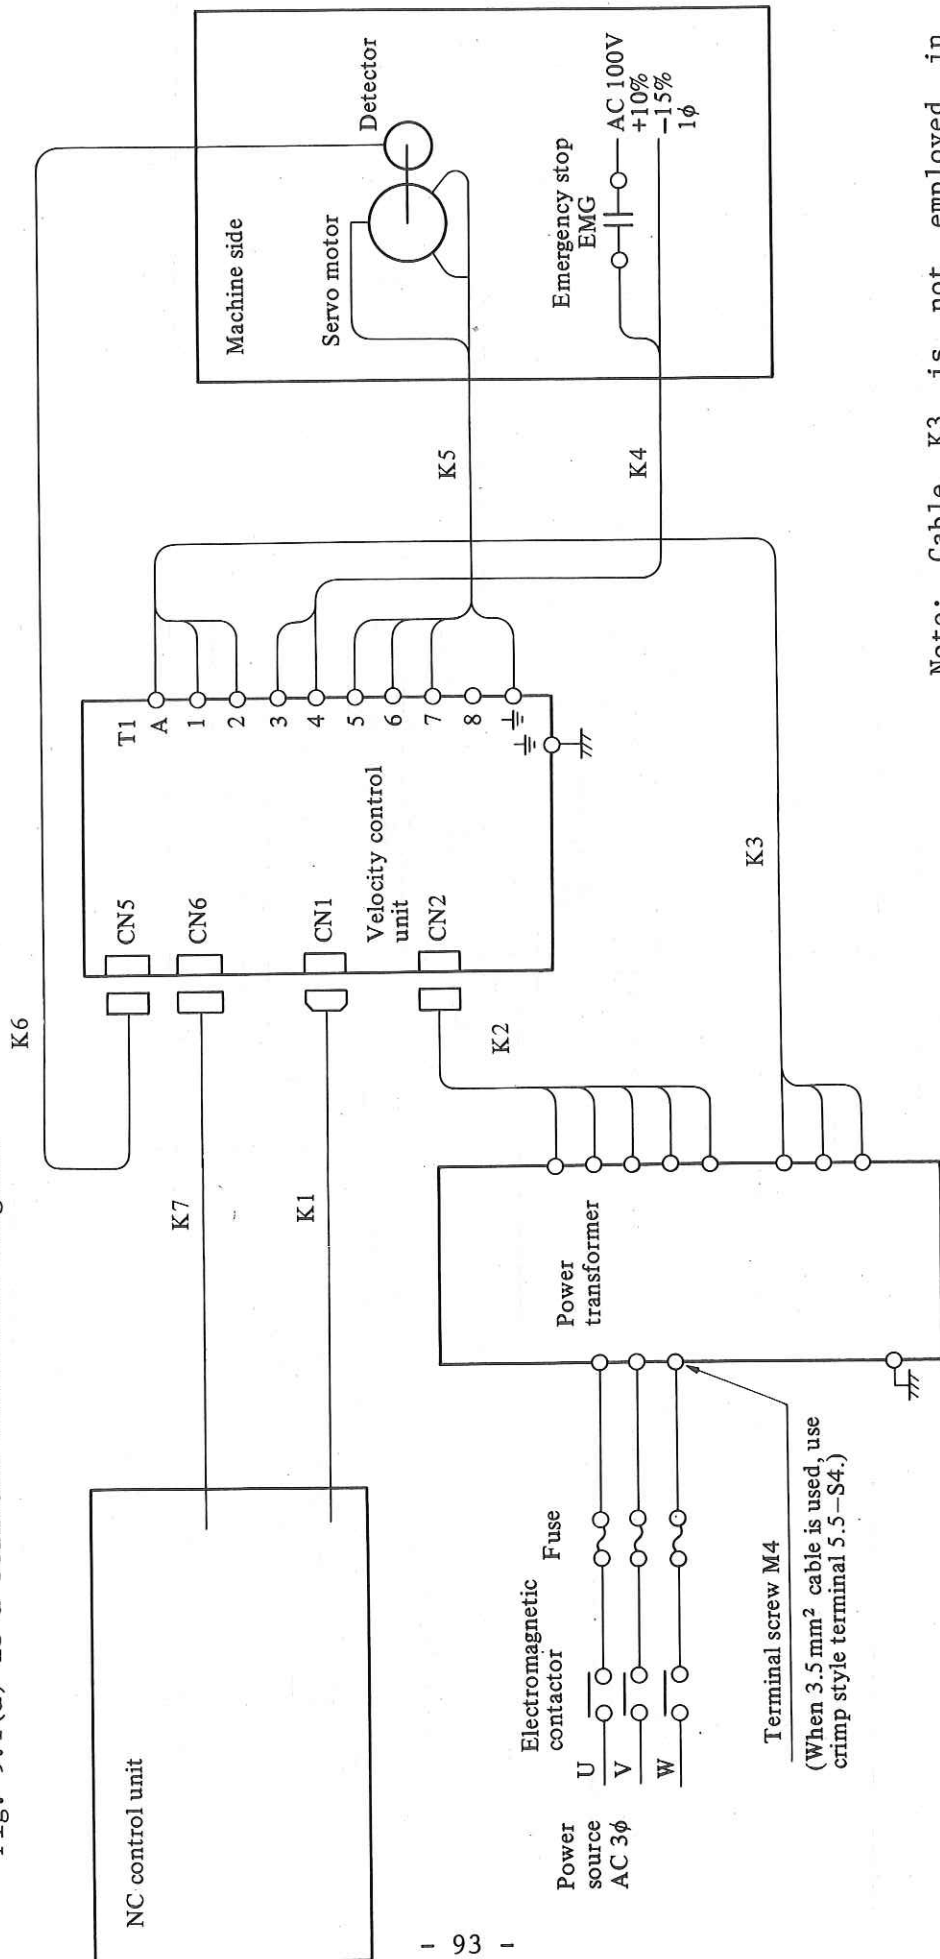 NC control unit
K7
K1
K6
CN5
CN6
CN1
Velocity control
unit
CN2
T1
A
1
2
3
4
5
6
7
8
K2
K3
K5
K4
Machine side
Servo motor
Detector
Emergency stop
EMG
AC 100V
+10%
−15%
1ϕ
Power
transformer
Power
source
AC 3ϕ
Electromagnetic
contactor
Fuse
U
V
W
Terminal screw M4
(When 3.5 mm² cable is used, use
crimp style terminal 5.5−S4.)
Note: Cable K3 is not employed in
- 93 -